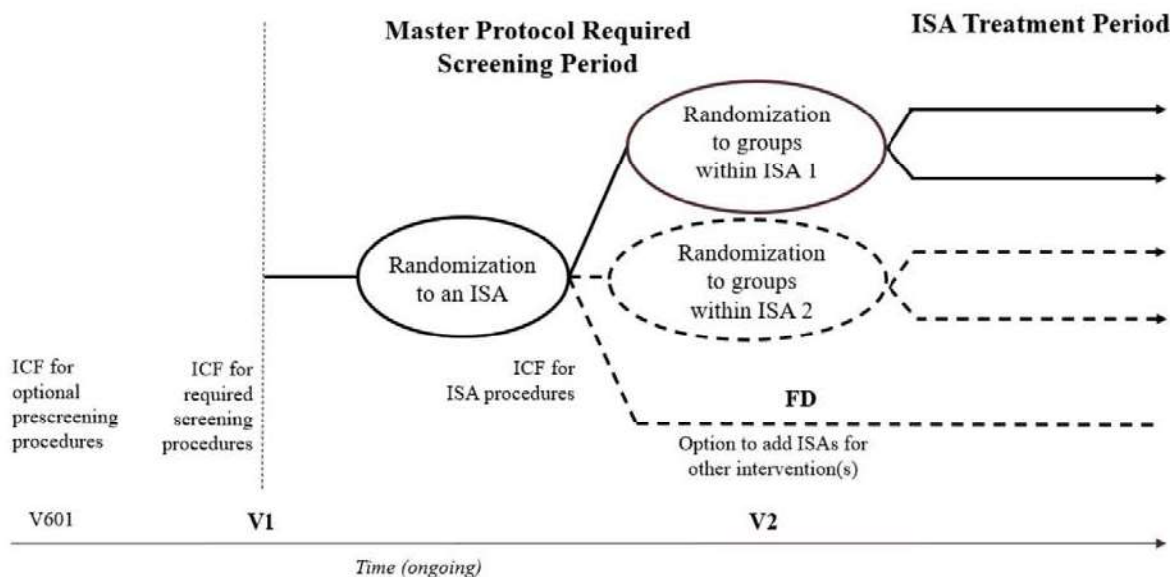 Master Protocol Required
Screening Period
ISA Treatment Period
Randomization
to groups
within ISA 1
Randomization
to an ISA
Randomization
to groups
within ISA 2
ICF for
optional
prescreening
procedures
ICF for
required
screening
procedures
ICF for
ISA procedures
FD
Option to add ISAs for
other intervention(s)
V601
V1
V2
Time (ongoing)